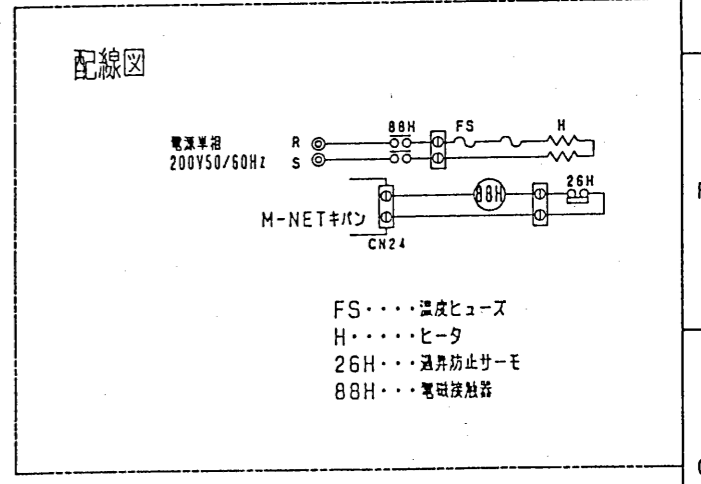 配線図
88H FS H
電源単相 R
200V50/60Hz S
26H
88H
M-NETキバン
CN24
FS・・・・温度ヒューズ
H・・・・・ヒータ
26H・・・過昇防止サーモ
88H・・・電磁接触器